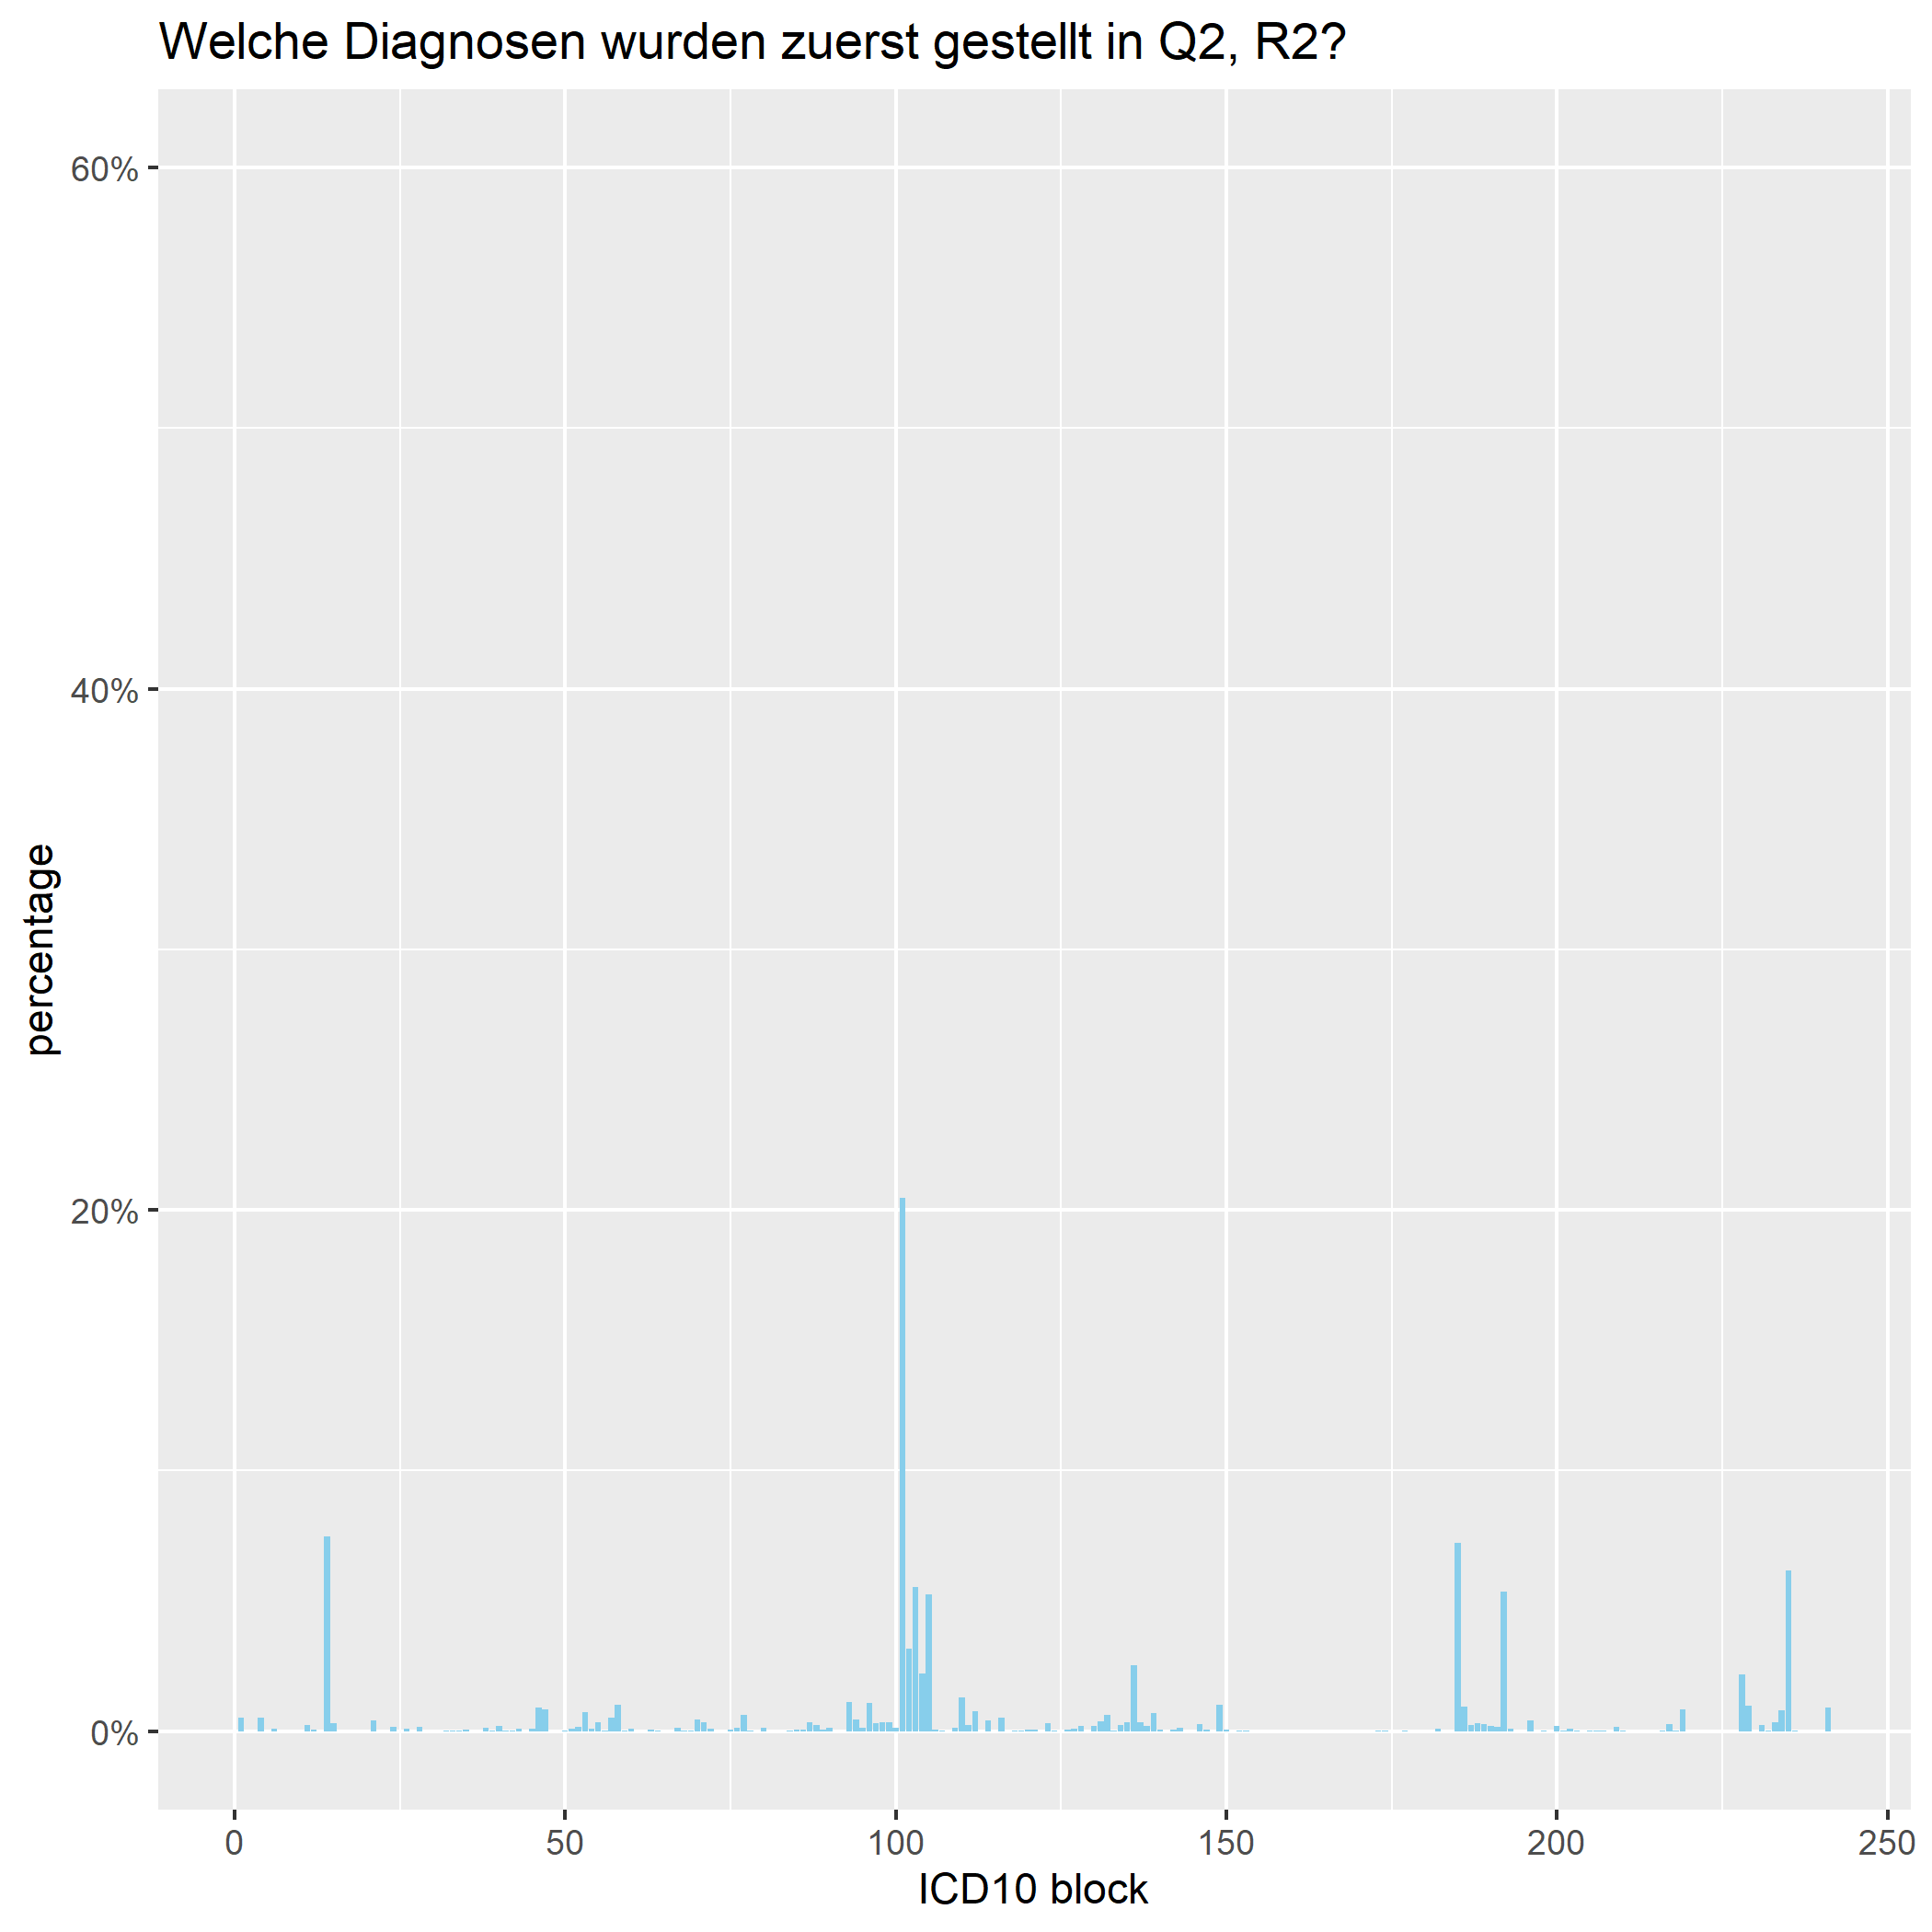 Welche Diagnosen wurden zuerst gestellt in Q2, R2?
60%
40%
20%
0%
percentage
0 50 100 150 200 250
ICD10 block